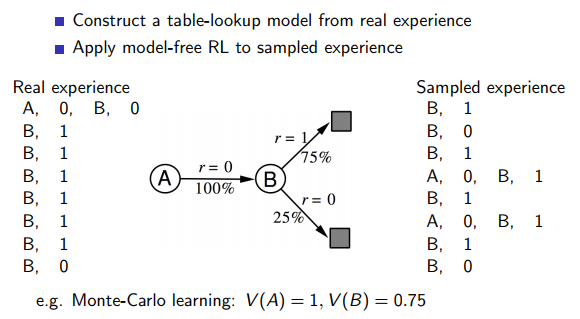 Construct a table-lookup model from real experience
Apply model-free RL to sampled experience
Real experience
A, 0, B, 0
B, 1
B, 1
B, 1
B, 1
B, 1
B, 1
B, 0
A
r = 0
100%
B
r = 1
75%
r = 0
25%
Sampled experience
B, 1
B, 0
B, 1
A, 0, B, 1
B, 1
A, 0, B, 1
B, 1
B, 0
e.g. Monte-Carlo learning: V(A) = 1, V(B) = 0.75